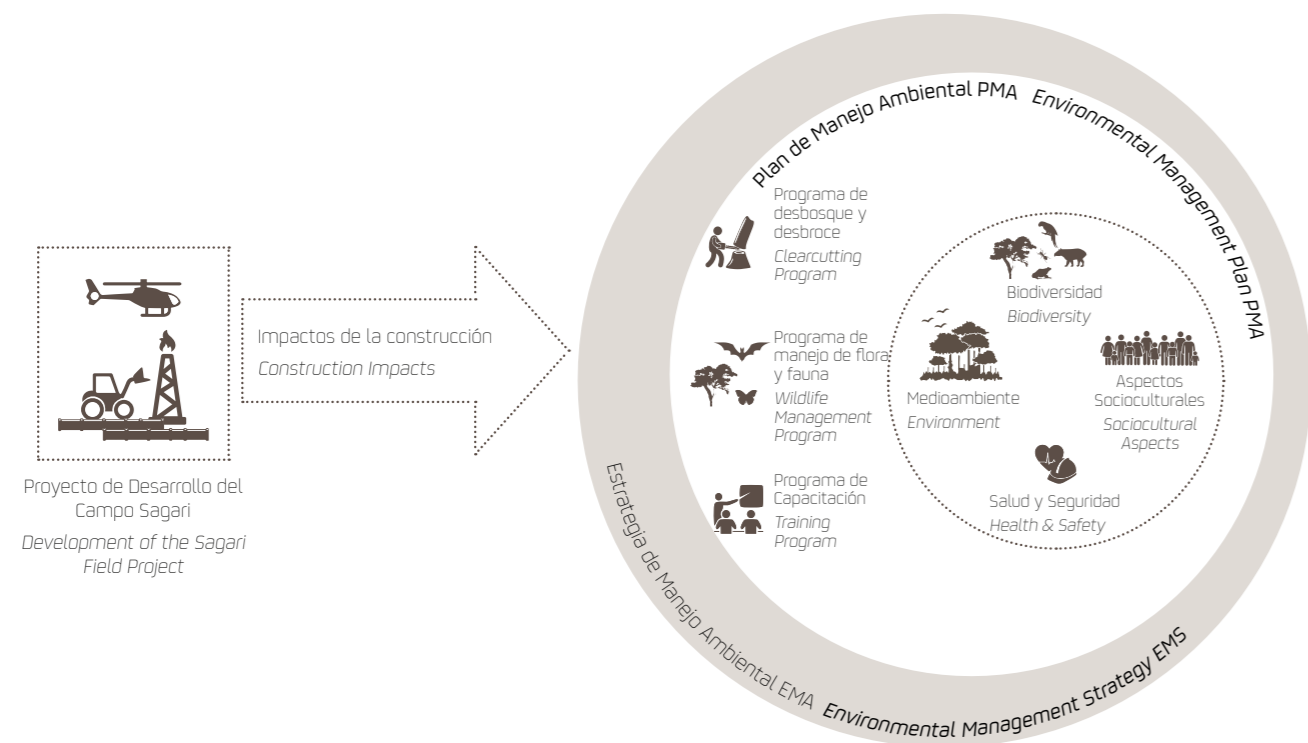 Plan de Manejo Ambiental PMA
Environmental Management Plan PMA
Programa de
desbosque y
desbroce
Clearcutting
Program
Programa de
manejo de flora
y fauna
Wildlife
Management
Program
Programa de
Capacitación
Training
Program
Biodiversidad
Biodiversity
Medioambiente
Environment
Aspectos
Socioculturales
Sociocultural
Aspects
Salud y Seguridad
Health & Safety
Impactos de la construcción
Construction Impacts
Proyecto de Desarrollo del
Campo Sagari
Development of the Sagari
Field Project
Estrategia de Manejo Ambiental EMA
Environmental Management Strategy EMS